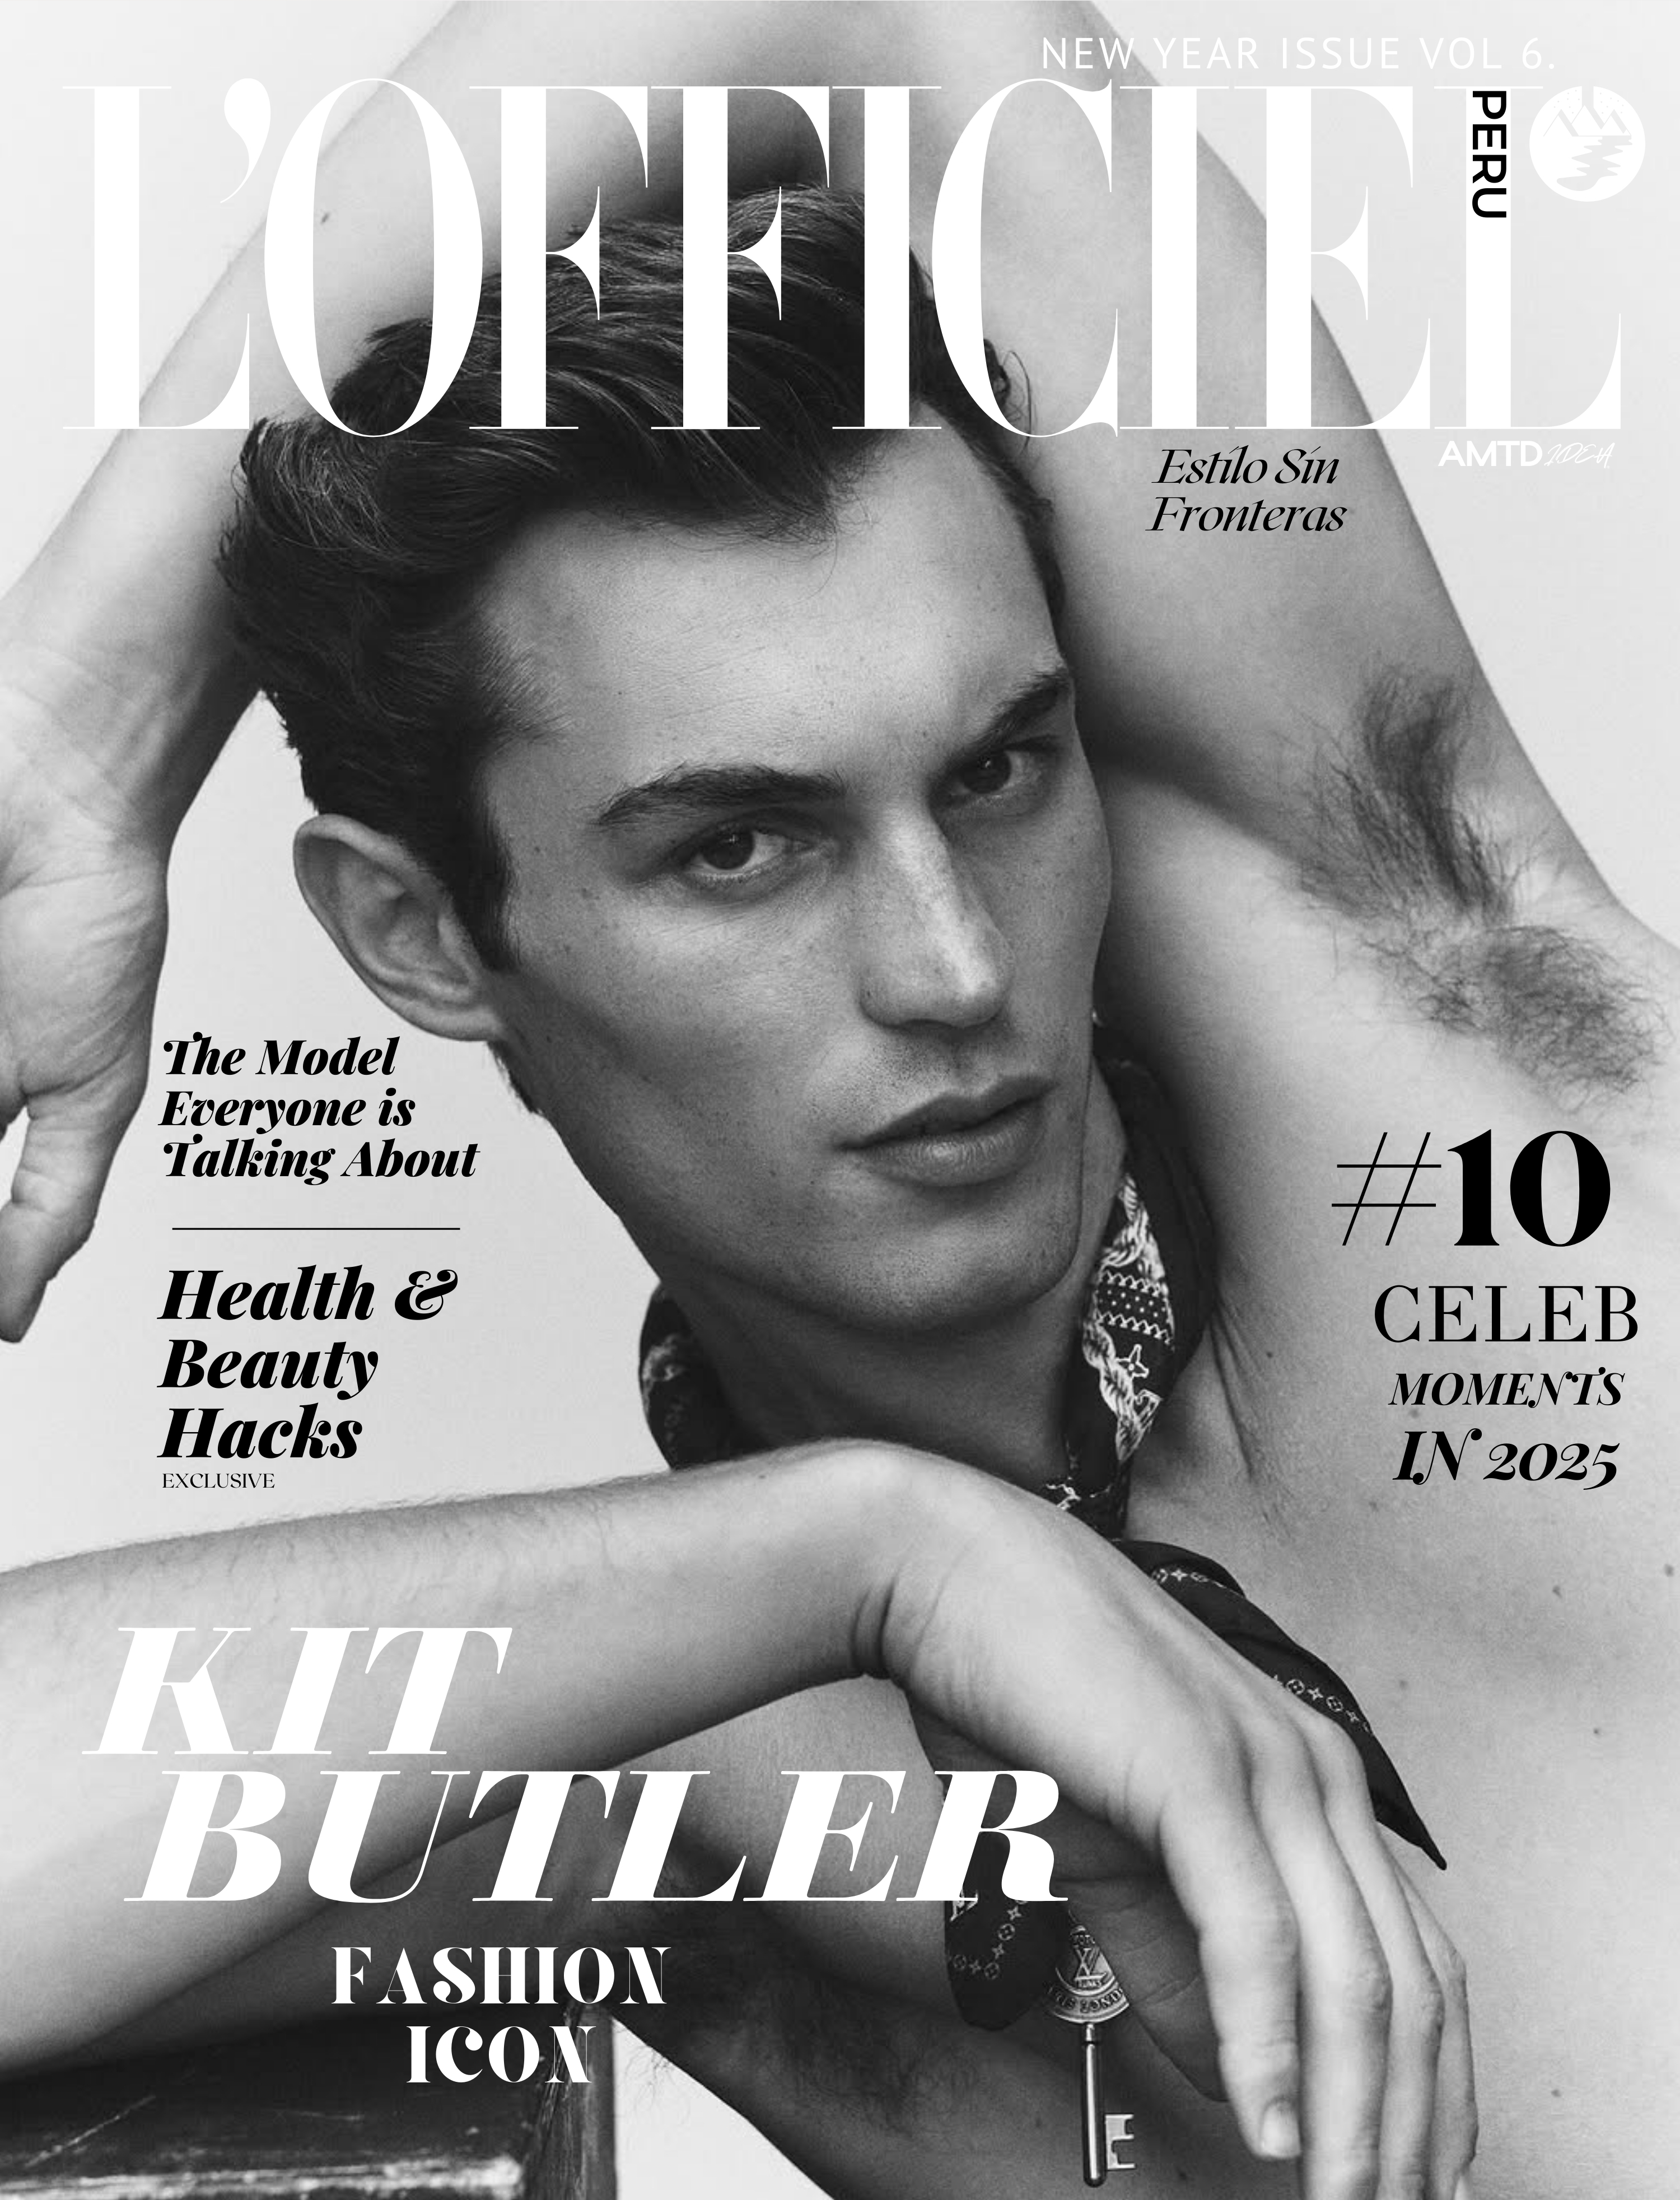 NEW YEAR ISSUE VOL 6.
L'OFFICIEL
PERU
AMTD IDEA
Estilo Sin
Fronteras
The Model
Everyone is
Talking About
Health &
Beauty
Hacks
EXCLUSIVE
#10
CELEB
MOMENTS
IN 2025
KIT
BUTLER
FASHION
ICON